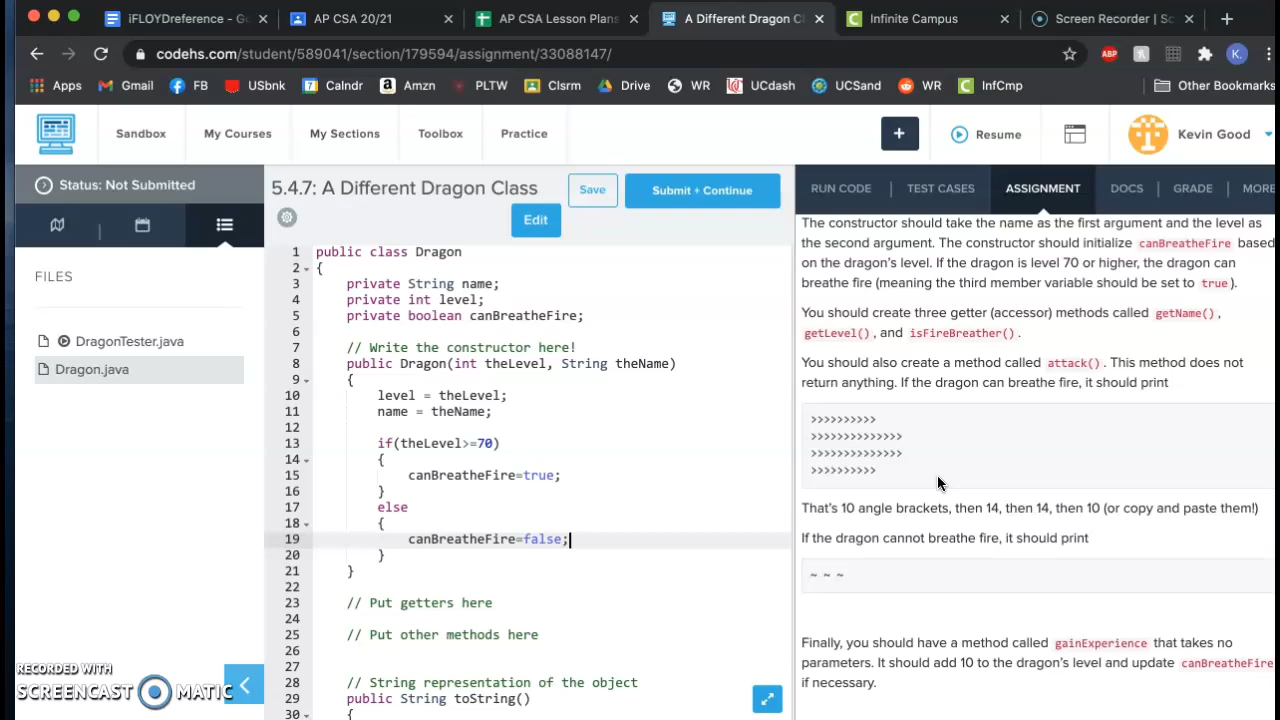 iFLOYDreference - Go
AP CSA 20/21
AP CSA Lesson Plans
A Different Dragon C
Infinite Campus
Screen Recorder | Sc
codehs.com/student/589041/section/179594/assignment/33088147/
ABP
K.
Apps Gmail FB USbnk Calndr Amzn PLTW Clsrm Drive WR UCdash UCSand WR InfCmp Other Bookmarks
Sandbox My Courses My Sections Toolbox Practice + Resume Kevin Good
Status: Not Submitted
5.4.7: A Different Dragon Class
Save
Submit + Continue
Edit
RUN CODE TEST CASES ASSIGNMENT DOCS GRADE MORE
FILES
DragonTester.java
Dragon.java
1 public class Dragon
2 {
3 private String name;
4 private int level;
5 private boolean canBreatheFire;
6
7 // Write the constructor here!
8 public Dragon(int theLevel, String theName)
9 {
10 level = theLevel;
11 name = theName;
12
13 if(theLevel>=70)
14 {
15 canBreatheFire=true;
16 }
17 else
18 {
19 canBreatheFire=false;
20 }
21 }
22
23 // Put getters here
24
25 // Put other methods here
26
27
28 // String representation of the object
29 public String toString()
30 {
The constructor should take the name as the first argument and the level as
the second argument. The constructor should initialize canBreatheFire based
on the dragon's level. If the dragon is level 70 or higher, the dragon can
breathe fire (meaning the third member variable should be set to true).
You should create three getter (accessor) methods called getName(),
getLevel(), and isFireBreather().
You should also create a method called attack(). This method does not
return anything. If the dragon can breathe fire, it should print
>>>>>>>>>>
>>>>>>>>>>>>>>
>>>>>>>>>>>>>>
>>>>>>>>>>
That's 10 angle brackets, then 14, then 14, then 10 (or copy and paste them!)
If the dragon cannot breathe fire, it should print
~ ~ ~
Finally, you should have a method called gainExperience that takes no
parameters. It should add 10 to the dragon's level and update canBreatheFire
if necessary.
RECORDED WITH
SCREENCAST MATIC